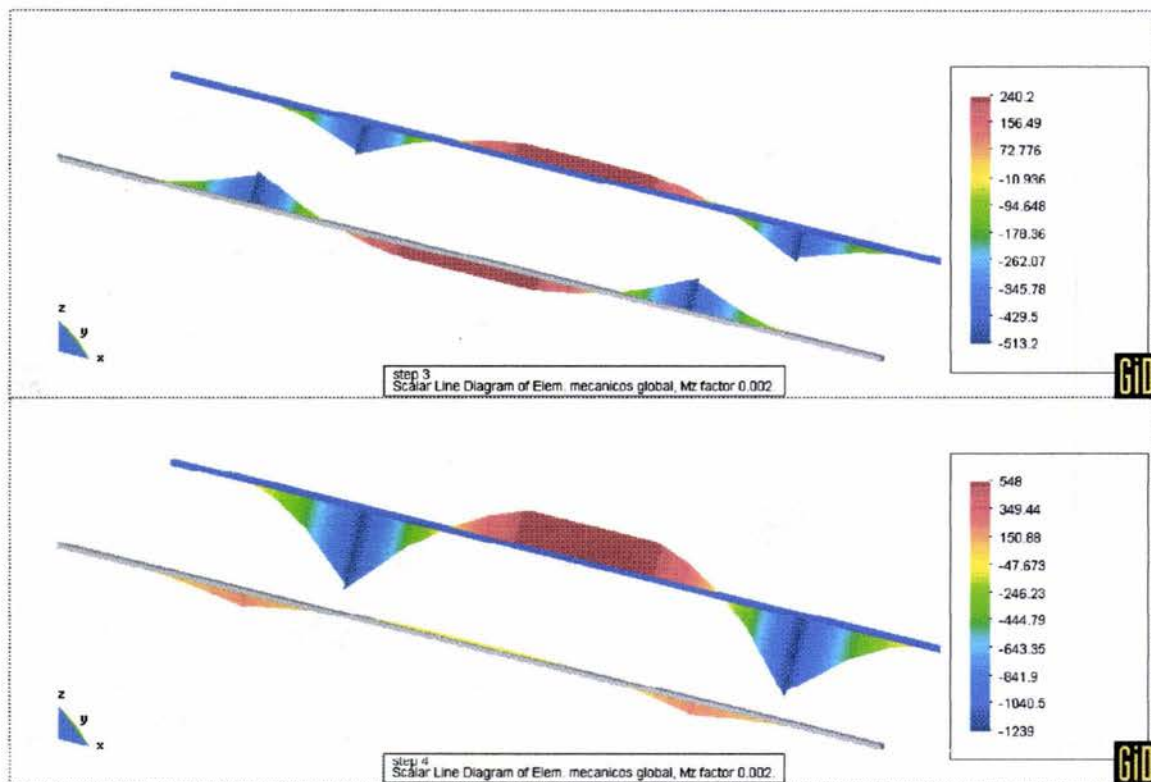 240.2
156.49
72.776
-10.936
-94.648
-178.36
-262.07
-345.78
-429.5
-513.2
z
y
x
step 3
Scalar Line Diagram of Elem. mecanicos global, Mz factor 0.002.
GiD
548
349.44
150.88
-47.673
-246.23
-444.79
-643.35
-841.9
-1040.5
-1239
z
y
x
step 4
Scalar Line Diagram of Elem. mecanicos global, Mz factor 0.002.
GiD